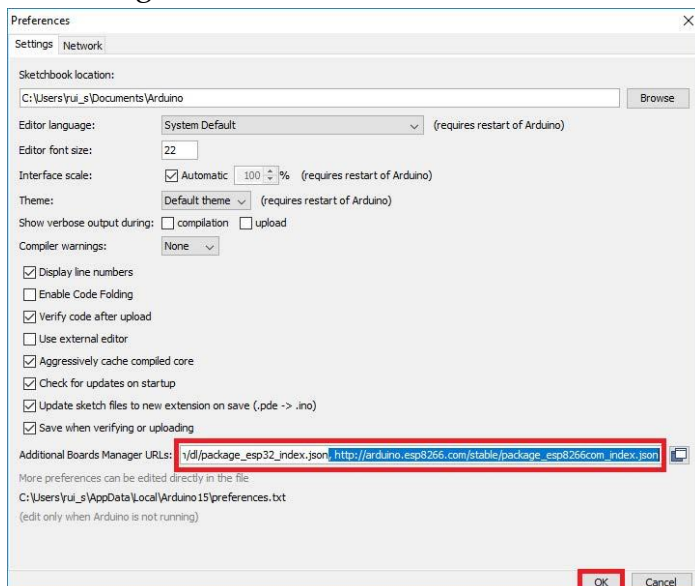 Preferences
Settings Network
Sketchbook location:
C:\Users\rui_s\Documents\Arduino Browse
Editor language: System Default (requires restart of Arduino)
Editor font size: 22
Interface scale: Automatic 100 % (requires restart of Arduino)
Theme: Default theme (requires restart of Arduino)
Show verbose output during: compilation upload
Compiler warnings: None
Display line numbers
Enable Code Folding
Verify code after upload
Use external editor
Aggressively cache compiled core
Check for updates on startup
Update sketch files to new extension on save (.pde -> .ino)
Save when verifying or uploading
Additional Boards Manager URLs: /dl/package_esp32_index.json, http://arduino.esp8266.com/stable/package_esp8266com_index.json
More preferences can be edited directly in the file
C:\Users\rui_s\AppData\Local\Arduino15\preferences.txt
(edit only when Arduino is not running)
OK Cancel